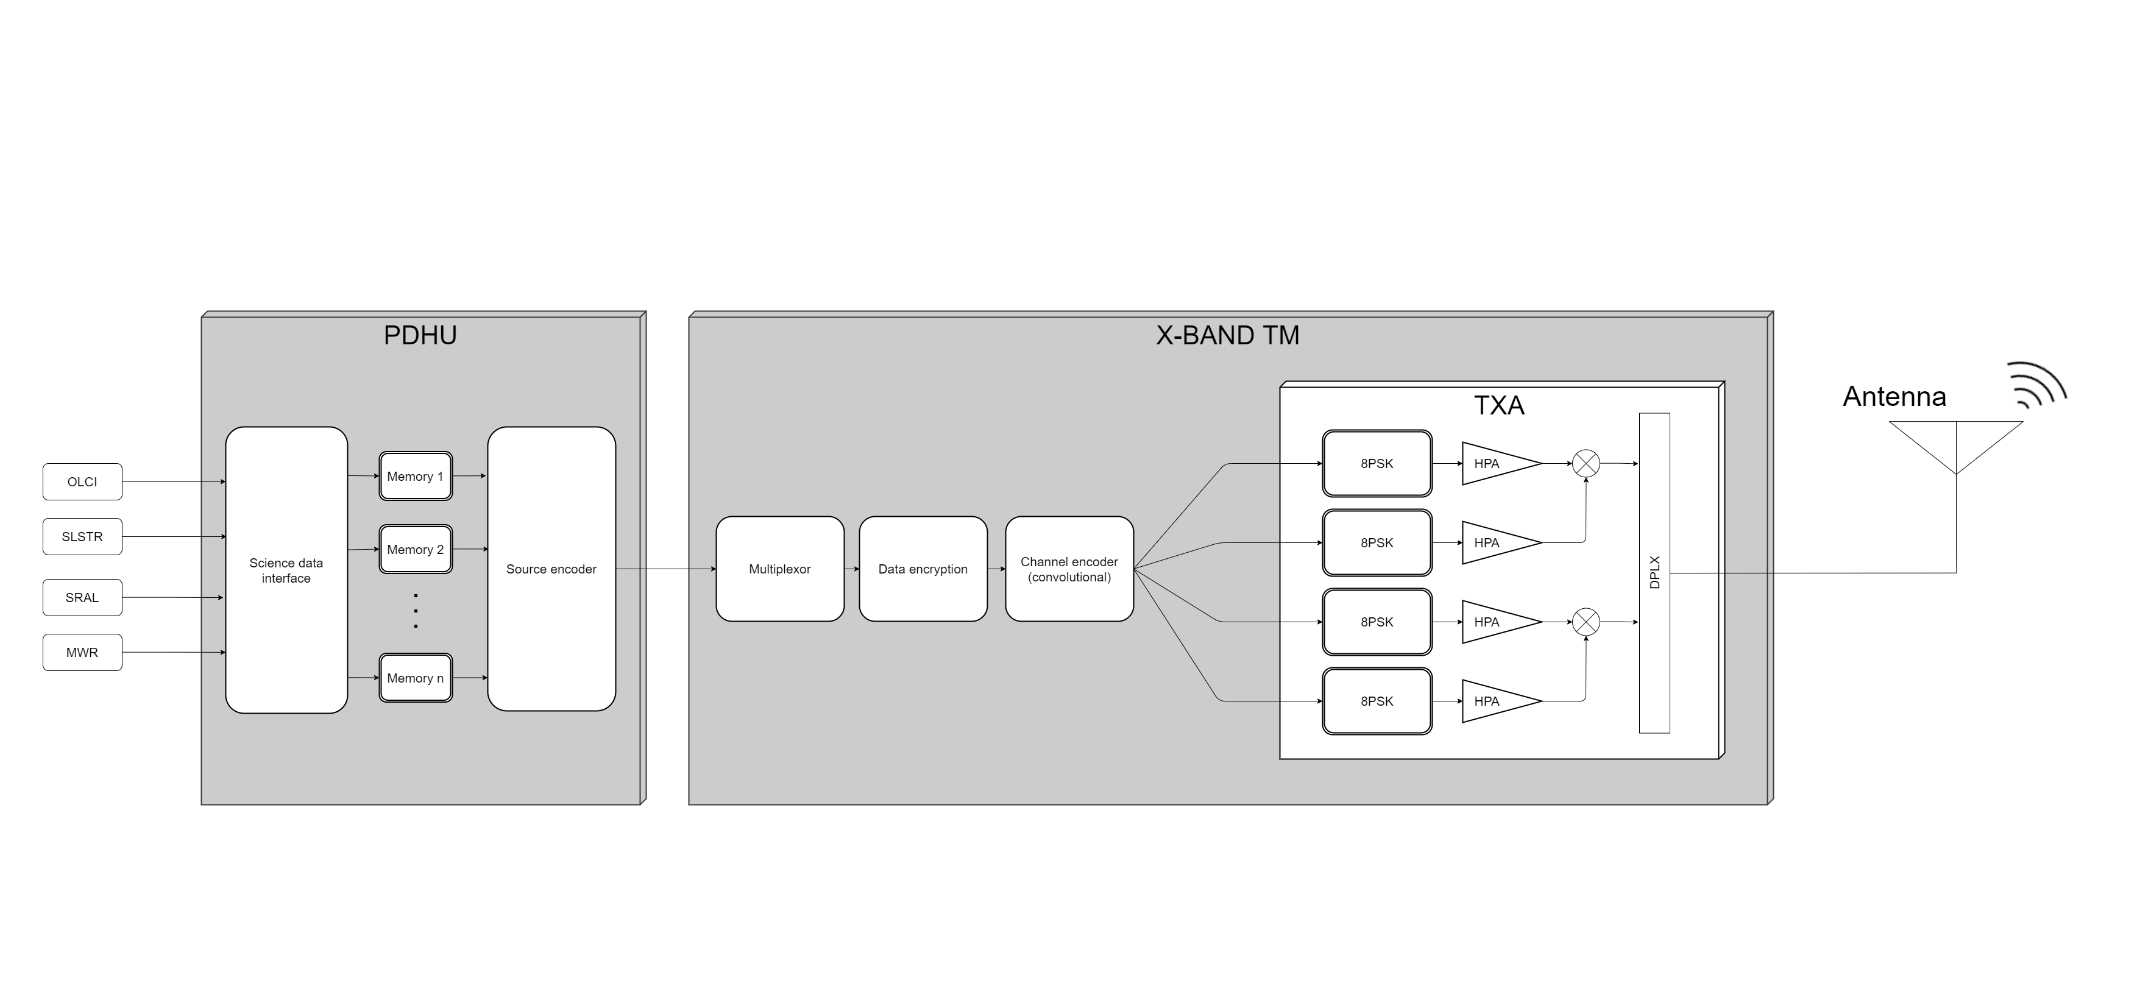 PDHU
X-BAND TM
TXA
Antenna
OLCI
SLSTR
SRAL
MWR
Science data
interface
Memory 1
Memory 2
Memory n
Source encoder
Multiplexor
Data encryption
Channel encoder
(convolutional)
8PSK
HPA
8PSK
HPA
8PSK
HPA
8PSK
HPA
DPLX